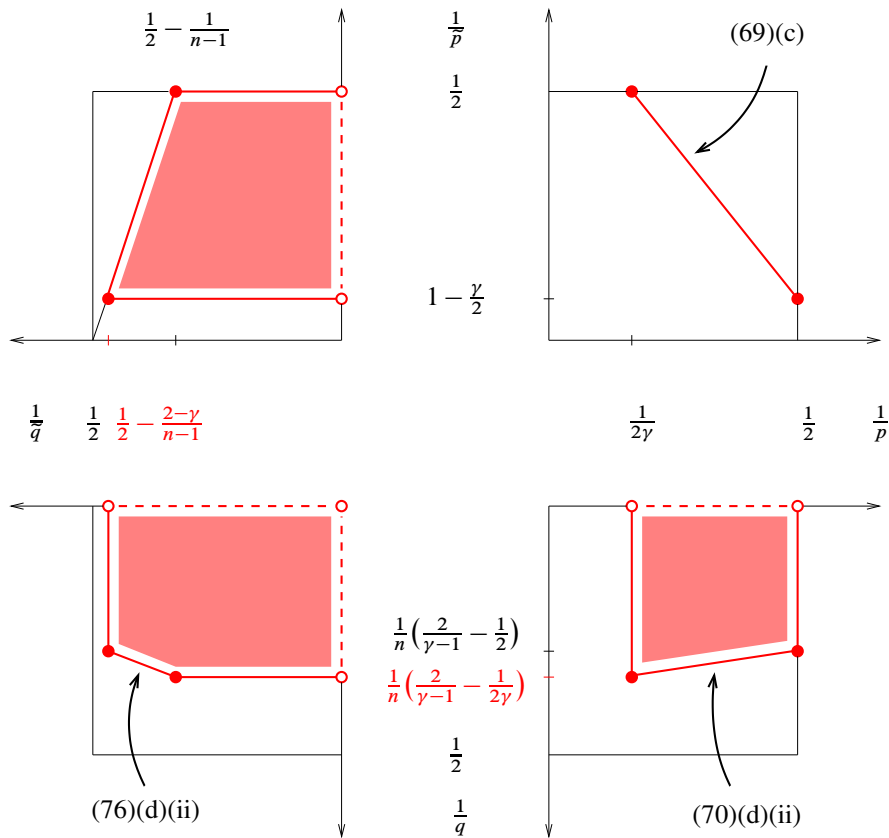 1/2 − 1/(n−1)
1/p̃
(69)(c)
1/2
1 − γ/2
1/q̃ 1/2 1/2 − (2−γ)/(n−1) 1/(2γ) 1/2 1/p
1/n(2/(γ−1) − 1/2)
1/n(2/(γ−1) − 1/(2γ))
1/2
(76)(d)(ii) 1/q (70)(d)(ii)